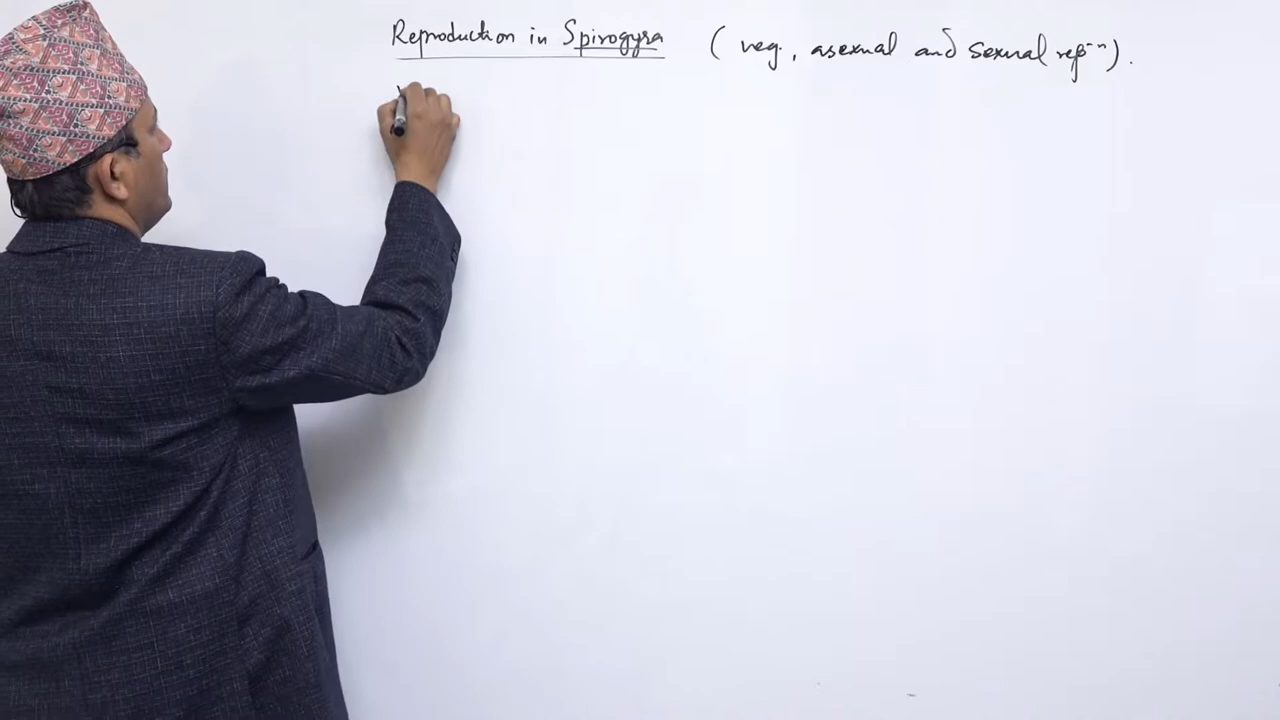 Reproduction in Spirogyra (veg., asexual and sexual repⁿ).